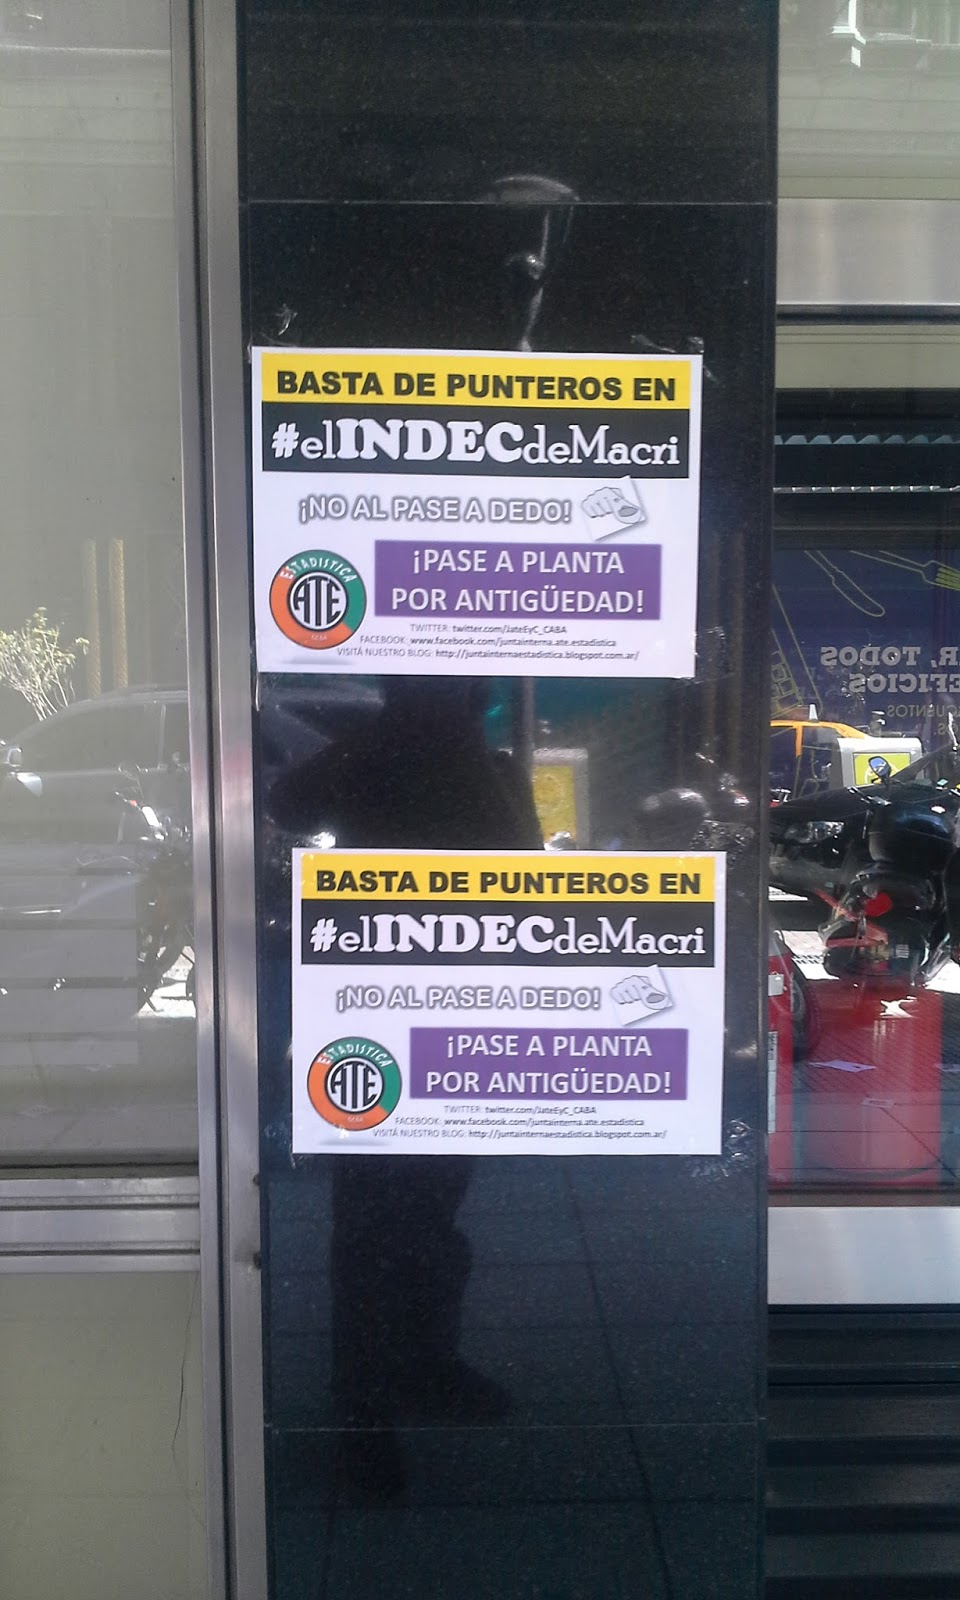 BASTA DE PUNTEROS EN
#elINDECdeMacri
¡NO AL PASE A DEDO!
¡PASE A PLANTA
POR ANTIGÜEDAD!
ESTADISTICA
ATE
TWITTER: twitter.com/JateEyC_CABA
FACEBOOK: www.facebook.com/juntainterna.ate.estadistica
VISITÁ NUESTRO BLOG: http://juntainternaestadistica.blogspot.com.ar/
R, TODOS
EFICIOS
BASTA DE PUNTEROS EN
#elINDECdeMacri
¡NO AL PASE A DEDO!
¡PASE A PLANTA
POR ANTIGÜEDAD!
ESTADISTICA
ATE
TWITTER: twitter.com/JateEyC_CABA
FACEBOOK: www.facebook.com/juntainterna.ate.estadistica
VISITÁ NUESTRO BLOG: http://juntainternaestadistica.blogspot.com.ar/